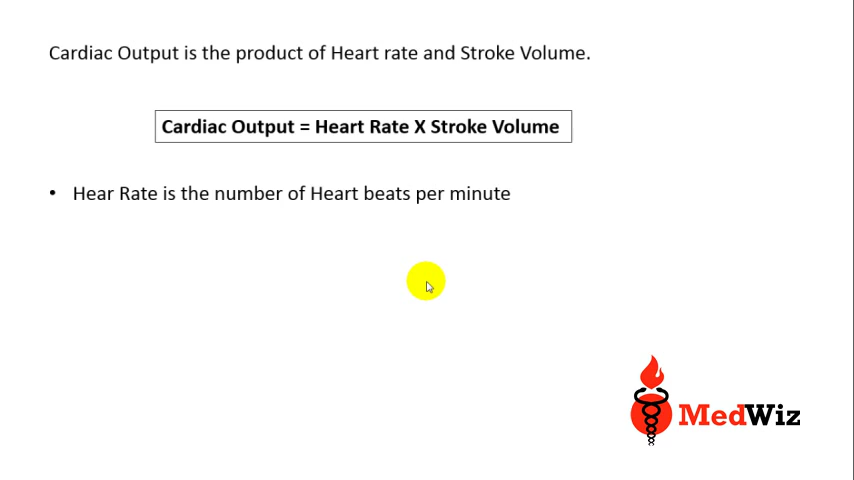 Cardiac Output is the product of Heart rate and Stroke Volume.
Cardiac Output = Heart Rate X Stroke Volume
• Hear Rate is the number of Heart beats per minute
MedWiz